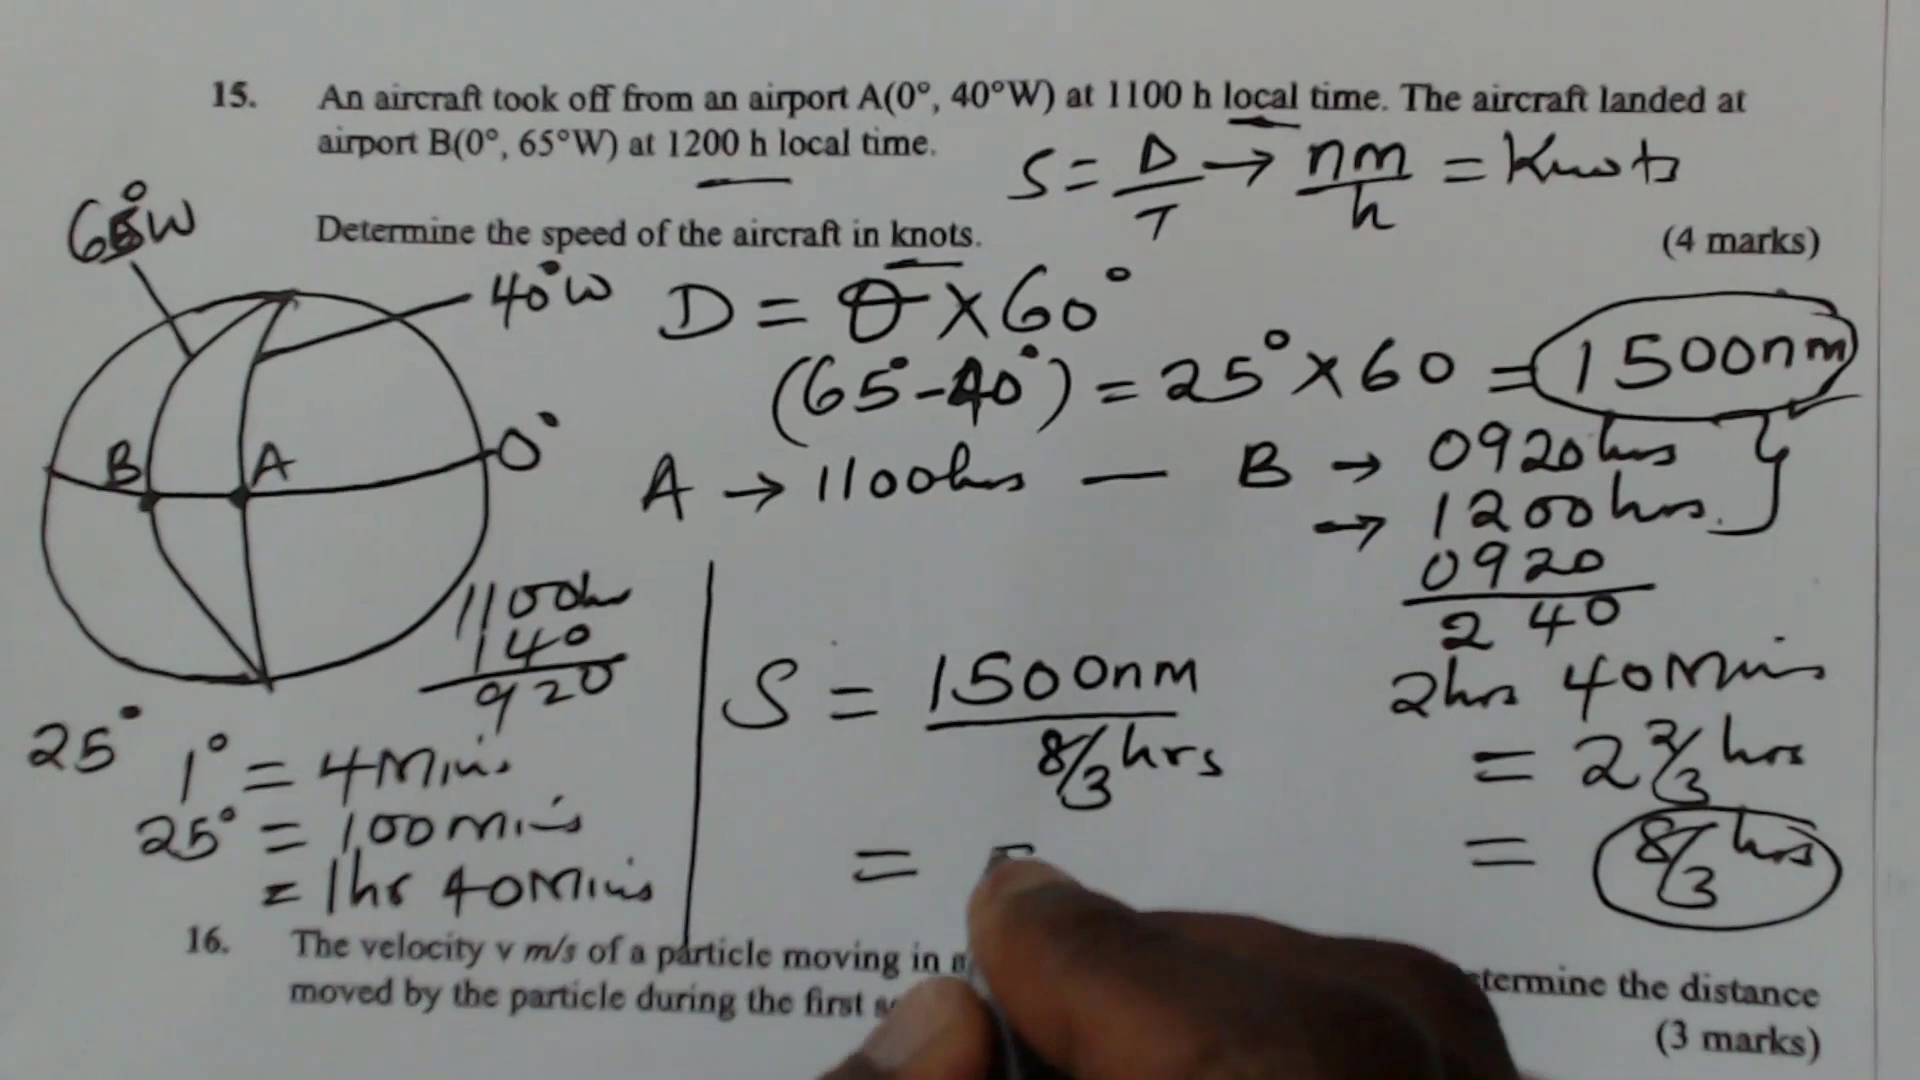 15. An aircraft took off from an airport A(0°, 40°W) at 1100 h local time. The aircraft landed at
airport B(0°, 65°W) at 1200 h local time.
S = D/T → nm/h = Knots
65°W
Determine the speed of the aircraft in knots.
(4 marks)
40°W
D = θ × 60°
(65° - 40°) = 25° × 60 = 1500nm
B A 0°
A → 1100hrs — B → 0920hrs
→ 1200hrs.
0920
2 40
1100hr
140
920
S = 1500nm
8/3 hrs
=
2hrs 40Mins
= 2 2/3 hrs
= 8/3 hrs
25°
1° = 4Mins
25° = 100Mins
= 1hr 40Mins
16. The velocity v m/s of a particle moving in
termine the distance
moved by the particle during the first
(3 marks)